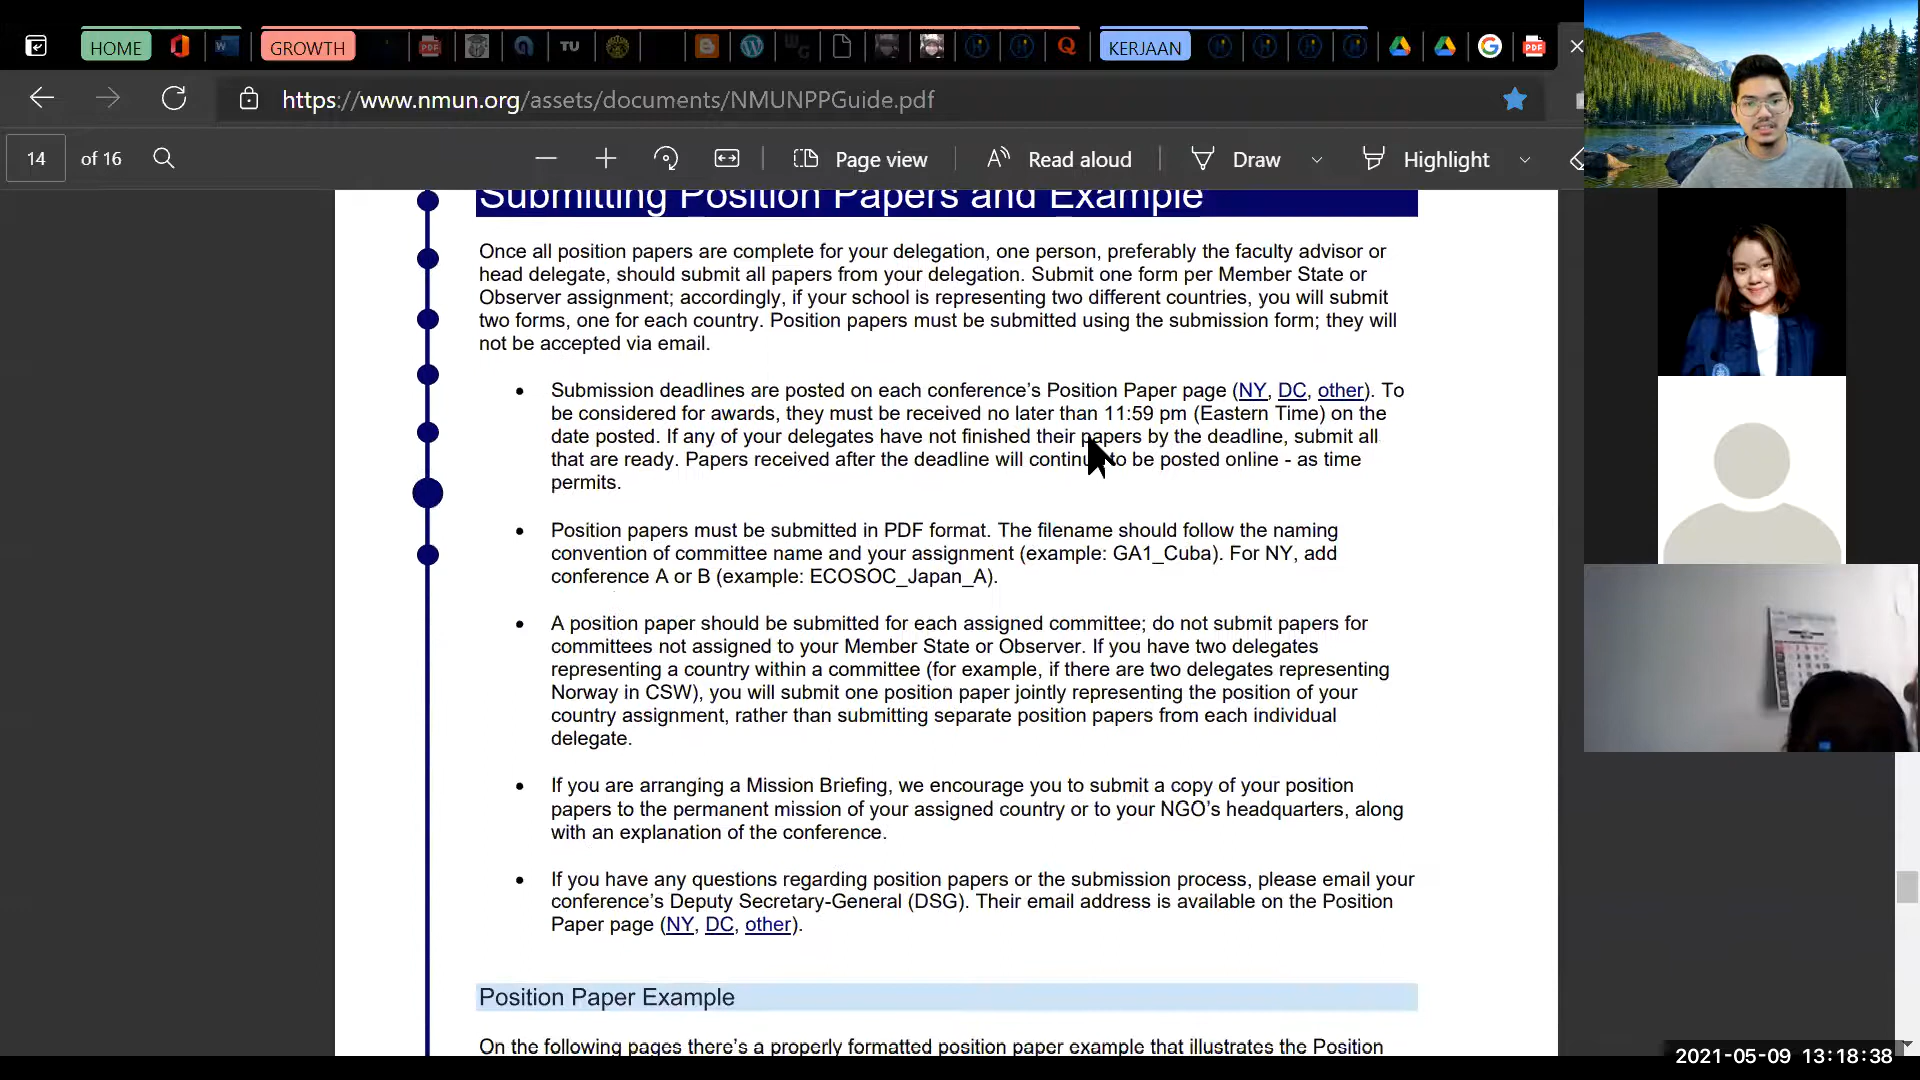 HOME
GROWTH
TU
KERJAAN
https://www.nmun.org/assets/documents/NMUNPPGuide.pdf
14 of 16
Page view
Read aloud
Draw
Highlight
Submitting Position Papers and Example
Once all position papers are complete for your delegation, one person, preferably the faculty advisor or
head delegate, should submit all papers from your delegation. Submit one form per Member State or
Observer assignment; accordingly, if your school is representing two different countries, you will submit
two forms, one for each country. Position papers must be submitted using the submission form; they will
not be accepted via email.
• Submission deadlines are posted on each conference’s Position Paper page (NY, DC, other). To
be considered for awards, they must be received no later than 11:59 pm (Eastern Time) on the
date posted. If any of your delegates have not finished their papers by the deadline, submit all
that are ready. Papers received after the deadline will continue to be posted online - as time
permits.
• Position papers must be submitted in PDF format. The filename should follow the naming
convention of committee name and your assignment (example: GA1_Cuba). For NY, add
conference A or B (example: ECOSOC_Japan_A).
• A position paper should be submitted for each assigned committee; do not submit papers for
committees not assigned to your Member State or Observer. If you have two delegates
representing a country within a committee (for example, if there are two delegates representing
Norway in CSW), you will submit one position paper jointly representing the position of your
country assignment, rather than submitting separate position papers from each individual
delegate.
• If you are arranging a Mission Briefing, we encourage you to submit a copy of your position
papers to the permanent mission of your assigned country or to your NGO’s headquarters, along
with an explanation of the conference.
• If you have any questions regarding position papers or the submission process, please email your
conference’s Deputy Secretary-General (DSG). Their email address is available on the Position
Paper page (NY, DC, other).
Position Paper Example
On the following pages there’s a properly formatted position paper example that illustrates the Position
2021-05-09 13:18:38